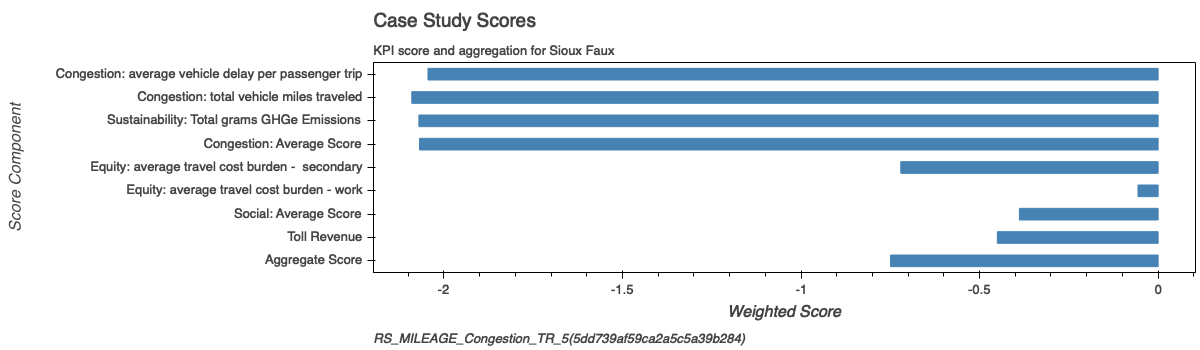 Case Study Scores
KPI score and aggregation for Sioux Faux
Score Component
Congestion: average vehicle delay per passenger trip
Congestion: total vehicle miles traveled
Sustainability: Total grams GHGe Emissions
Congestion: Average Score
Equity: average travel cost burden -  secondary
Equity: average travel cost burden - work
Social: Average Score
Toll Revenue
Aggregate Score
-2 -1.5 -1 -0.5 0
Weighted Score
RS_MILEAGE_Congestion_TR_5(5dd739af59ca2a5c5a39b284)